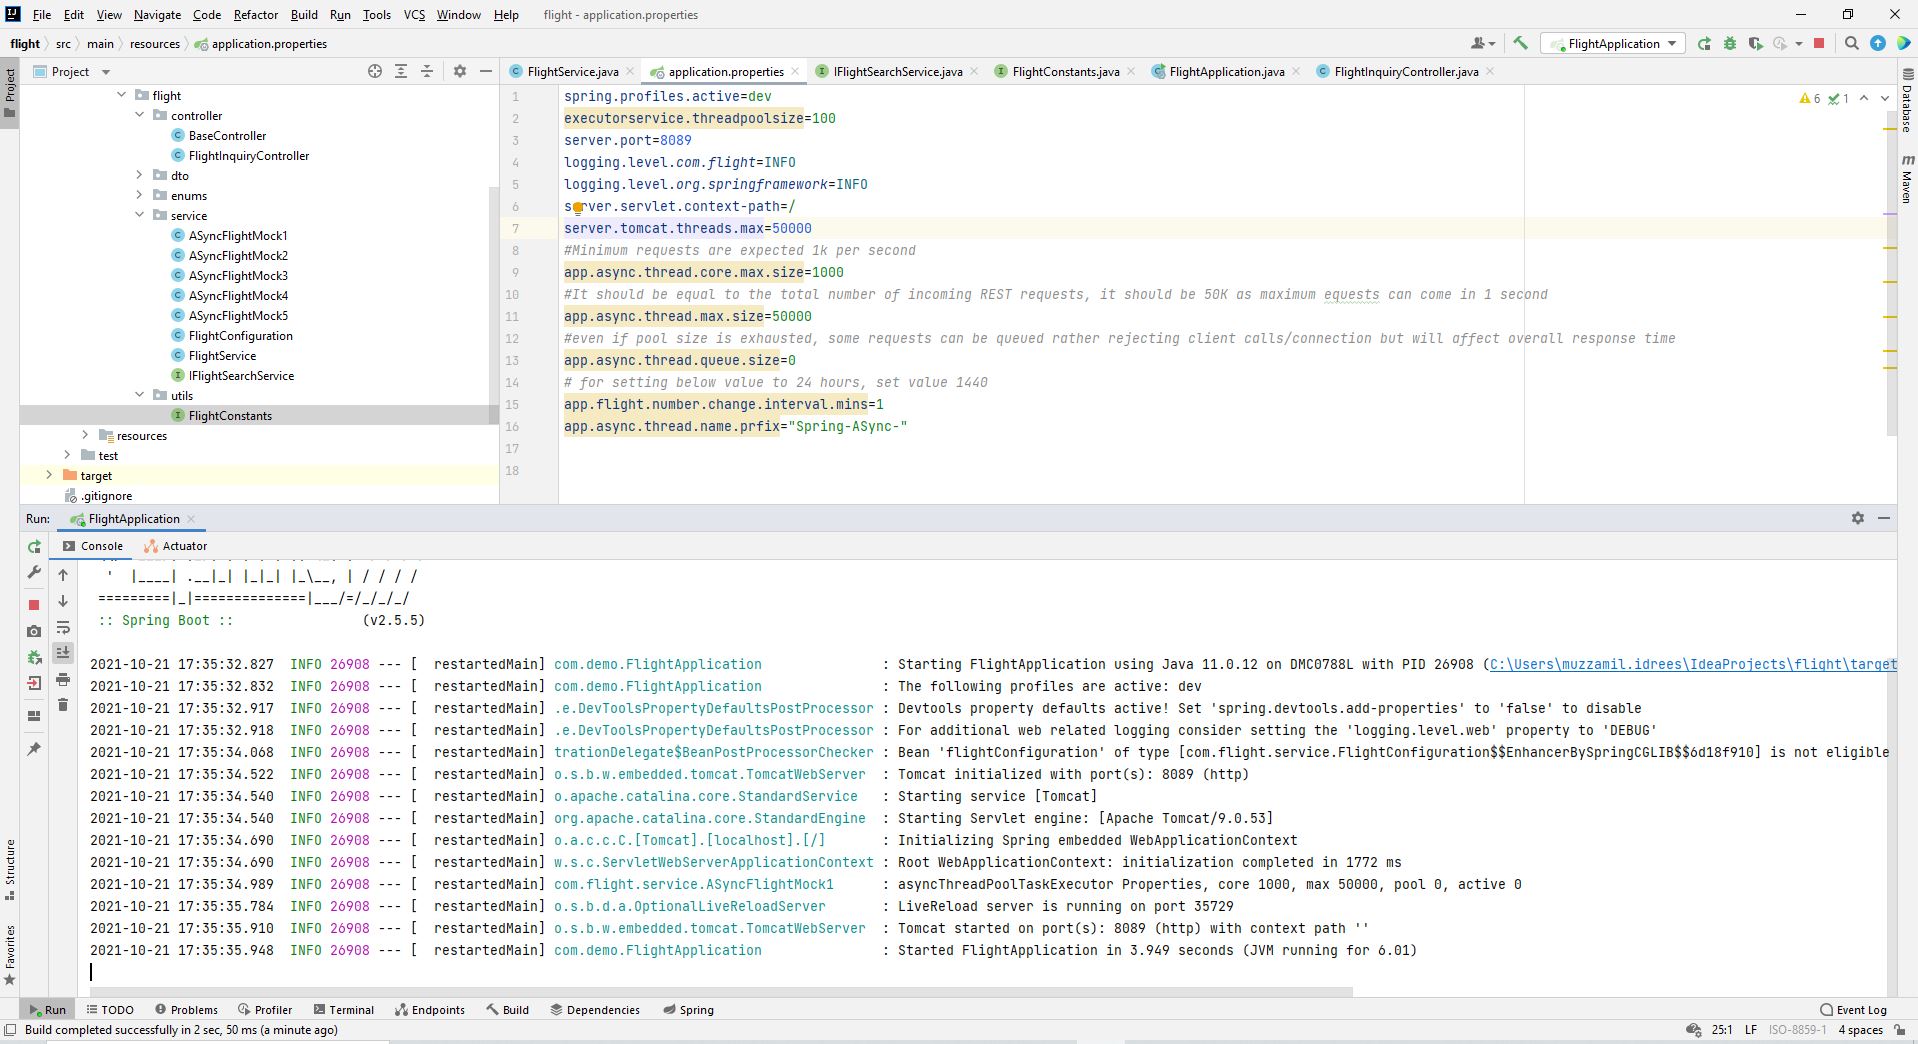 File Edit View Navigate Code Refactor Build Run Tools VCS Window Help flight - application.properties
flight src main resources application.properties
FlightApplication
Project
Project
FlightService.java application.properties IFlightSearchService.java FlightConstants.java FlightApplication.java FlightInquiryController.java
flight
controller
BaseController
FlightInquiryController
dto
enums
service
ASyncFlightMock1
ASyncFlightMock2
ASyncFlightMock3
ASyncFlightMock4
ASyncFlightMock5
FlightConfiguration
FlightService
IFlightSearchService
utils
FlightConstants
resources
test
target
.gitignore
1 spring.profiles.active=dev
2 executorservice.threadpoolsize=100
3 server.port=8089
4 logging.level.com.flight=INFO
5 logging.level.org.springframework=INFO
6 server.servlet.context-path=/
7 server.tomcat.threads.max=50000
8 #Minimum requests are expected 1k per second
9 app.async.thread.core.max.size=1000
10 #It should be equal to the total number of incoming REST requests, it should be 50K as maximum equests can come in 1 second
11 app.async.thread.max.size=50000
12 #even if pool size is exhausted, some requests can be queued rather rejecting client calls/connection but will affect overall response time
13 app.async.thread.queue.size=0
14 # for setting below value to 24 hours, set value 1440
15 app.flight.number.change.interval.mins=1
16 app.async.thread.name.prfix="Spring-ASync-"
17
18
6 1
Database
Maven
Run: FlightApplication
Console Actuator
'  |____| .__|_| |_|_| |_\__, | / / / /
=========|_|==============|___/=/_/_/_/
:: Spring Boot :: (v2.5.5)
2021-10-21 17:35:32.827 INFO 26908 --- [ restartedMain] com.demo.FlightApplication : Starting FlightApplication using Java 11.0.12 on DMC0788L with PID 26908 (C:\Users\muzzamil.idrees\IdeaProjects\flight\target
2021-10-21 17:35:32.832 INFO 26908 --- [ restartedMain] com.demo.FlightApplication : The following profiles are active: dev
2021-10-21 17:35:32.917 INFO 26908 --- [ restartedMain] .e.DevToolsPropertyDefaultsPostProcessor : Devtools property defaults active! Set 'spring.devtools.add-properties' to 'false' to disable
2021-10-21 17:35:32.918 INFO 26908 --- [ restartedMain] .e.DevToolsPropertyDefaultsPostProcessor : For additional web related logging consider setting the 'logging.level.web' property to 'DEBUG'
2021-10-21 17:35:34.068 INFO 26908 --- [ restartedMain] trationDelegate$BeanPostProcessorChecker : Bean 'flightConfiguration' of type [com.flight.service.FlightConfiguration$$EnhancerBySpringCGLIB$$6d18f910] is not eligible
2021-10-21 17:35:34.522 INFO 26908 --- [ restartedMain] o.s.b.w.embedded.tomcat.TomcatWebServer : Tomcat initialized with port(s): 8089 (http)
2021-10-21 17:35:34.540 INFO 26908 --- [ restartedMain] o.apache.catalina.core.StandardService : Starting service [Tomcat]
2021-10-21 17:35:34.540 INFO 26908 --- [ restartedMain] org.apache.catalina.core.StandardEngine : Starting Servlet engine: [Apache Tomcat/9.0.53]
2021-10-21 17:35:34.690 INFO 26908 --- [ restartedMain] o.a.c.c.C.[Tomcat].[localhost].[/] : Initializing Spring embedded WebApplicationContext
2021-10-21 17:35:34.690 INFO 26908 --- [ restartedMain] w.s.c.ServletWebServerApplicationContext : Root WebApplicationContext: initialization completed in 1772 ms
2021-10-21 17:35:34.989 INFO 26908 --- [ restartedMain] com.flight.service.ASyncFlightMock1 : asyncThreadPoolTaskExecutor Properties, core 1000, max 50000, pool 0, active 0
2021-10-21 17:35:35.784 INFO 26908 --- [ restartedMain] o.s.b.d.a.OptionalLiveReloadServer : LiveReload server is running on port 35729
2021-10-21 17:35:35.910 INFO 26908 --- [ restartedMain] o.s.b.w.embedded.tomcat.TomcatWebServer : Tomcat started on port(s): 8089 (http) with context path ''
2021-10-21 17:35:35.948 INFO 26908 --- [ restartedMain] com.demo.FlightApplication : Started FlightApplication in 3.949 seconds (JVM running for 6.01)
Structure
Favorites
Run TODO Problems Profiler Terminal Endpoints Build Dependencies Spring Event Log
Build completed successfully in 2 sec, 50 ms (a minute ago) 25:1 LF ISO-8859-1 4 spaces